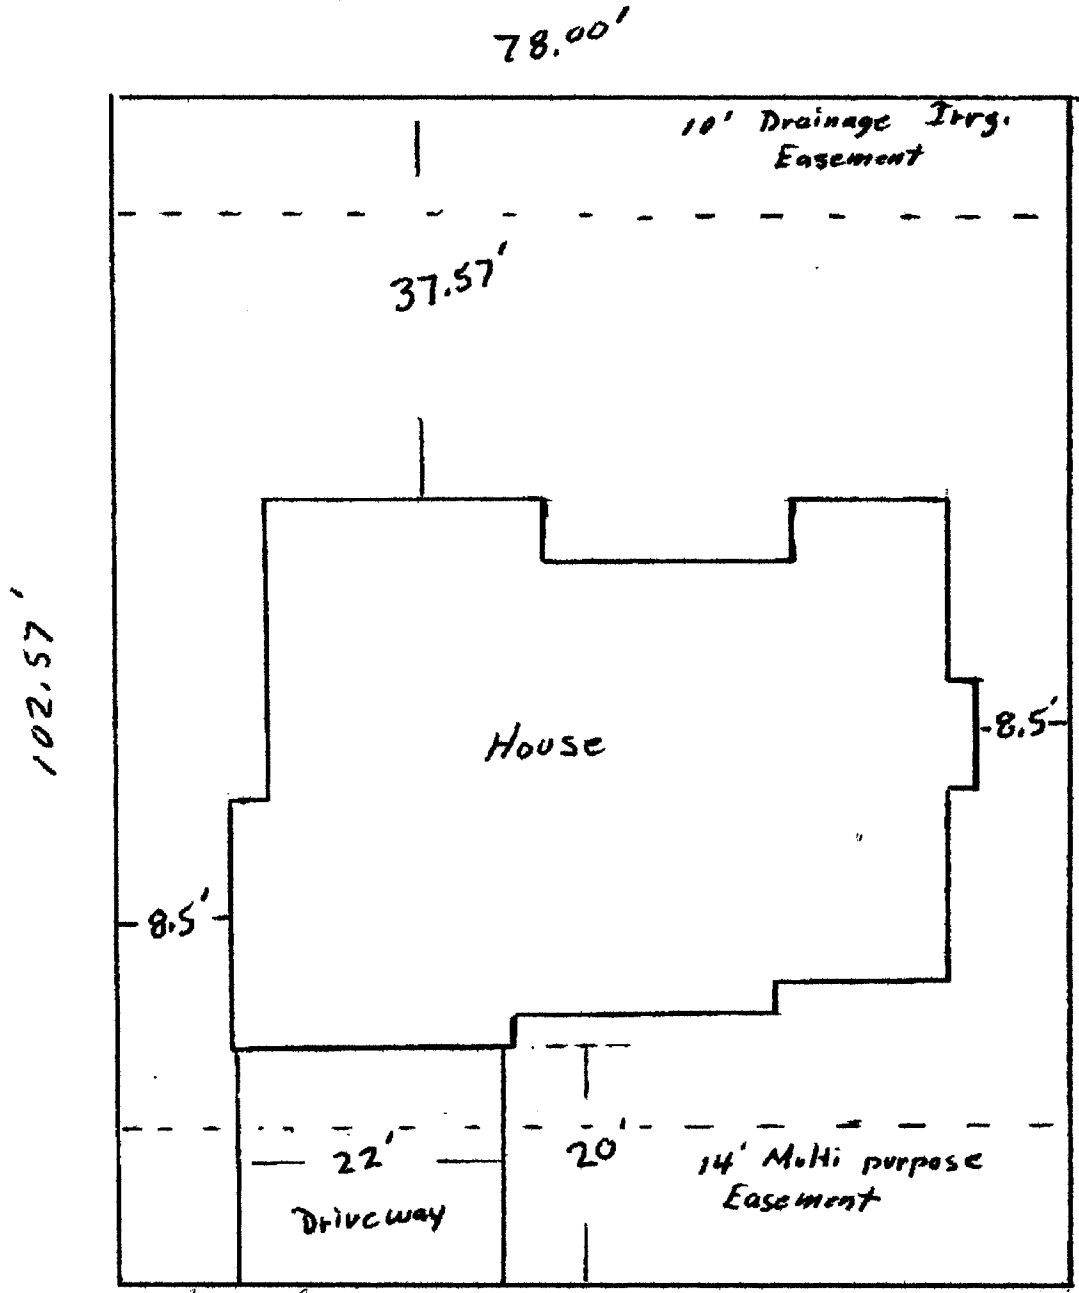 78.00'
10' Drainage Irrg.
Easement
37.57'
102.57'
House
8.5'
8.5'
22'
Driveway
20'
14' Multi purpose
Easement